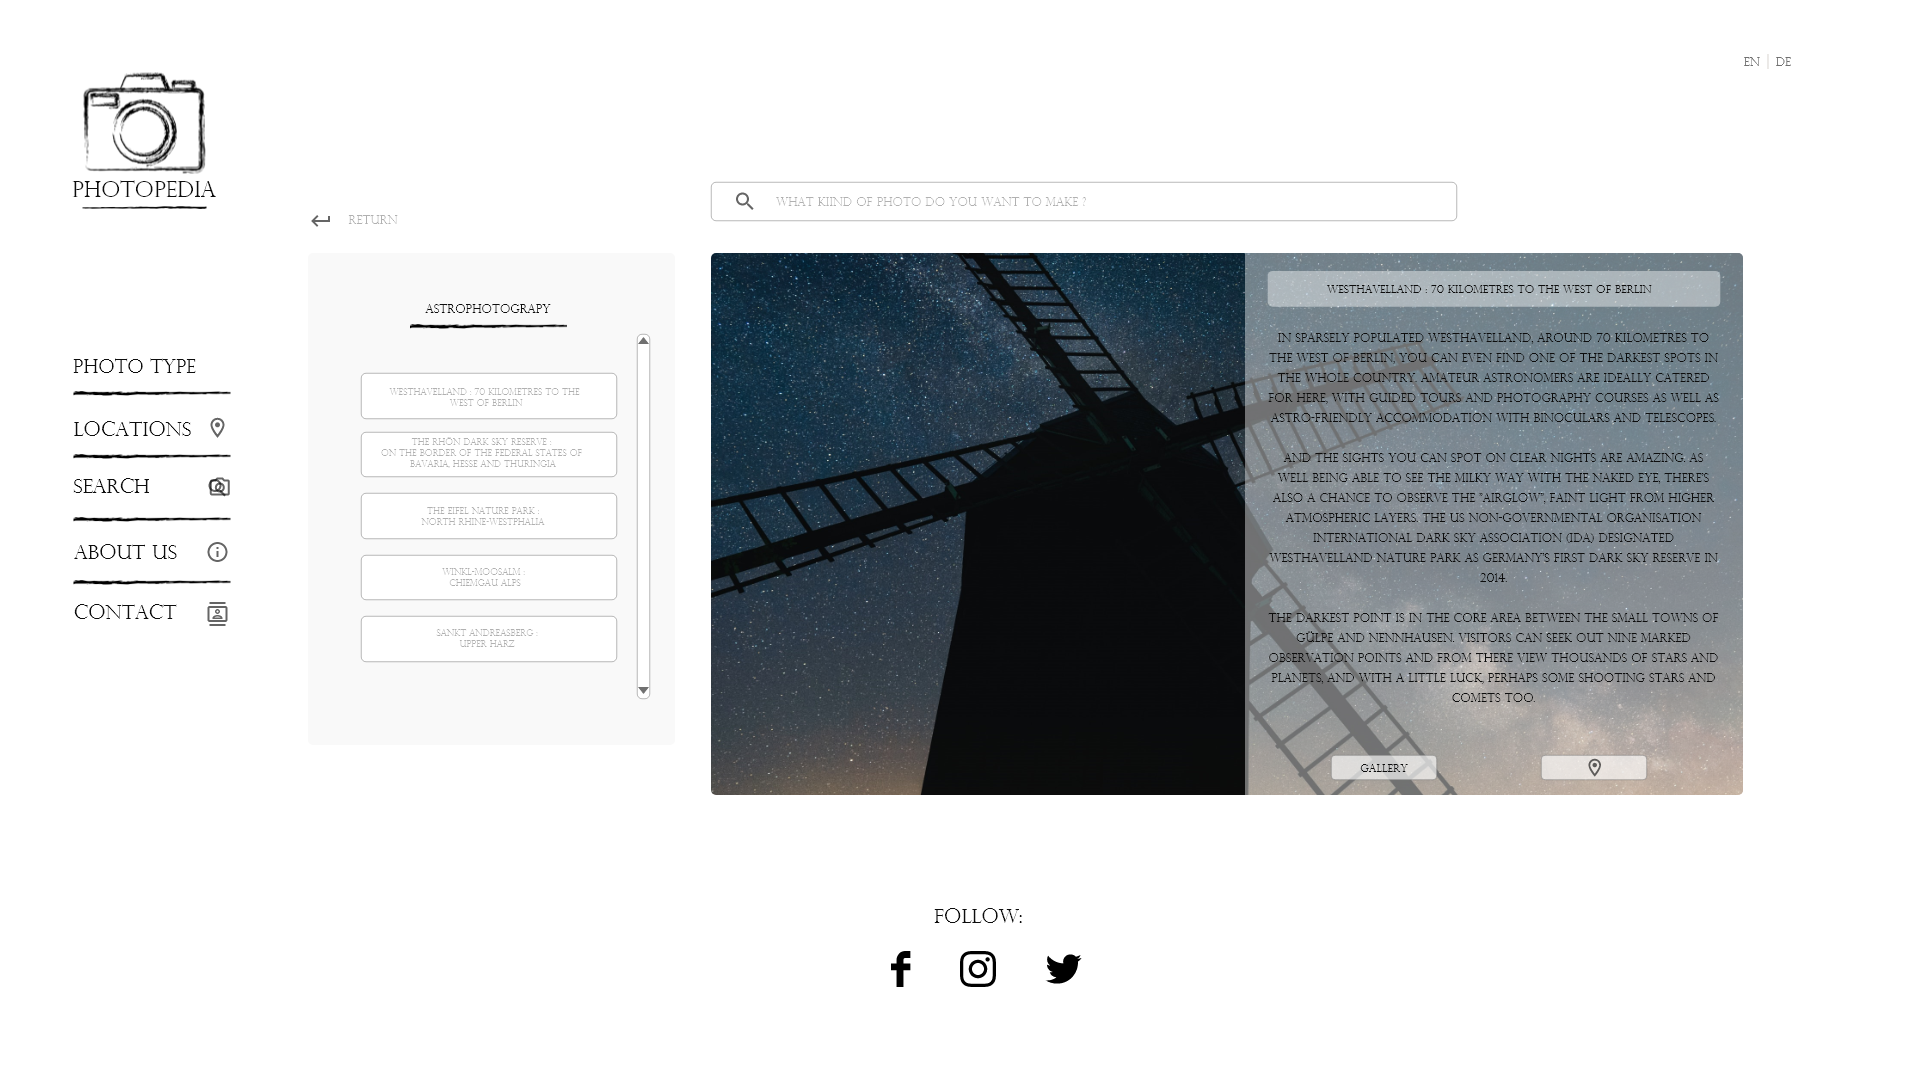 EN | DE
PHOTOPEDIA
WHAT KIIND OF PHOTO DO YOU WANT TO MAKE ?
RETURN
PHOTO TYPE
LOCATIONS
SEARCH
ABOUT US
CONTACT
ASTROPHOTOGRAPY
WESTHAVELLAND : 70 KILOMETRES TO THE
WEST OF BERLIN
THE RHÖN DARK SKY RESERVE :
ON THE BORDER OF THE FEDERAL STATES OF
BAVARIA, HESSE AND THURINGIA
THE EIFEL NATURE PARK :
NORTH RHINE-WESTPHALIA
WINKL-MOOSALM :
CHIEMGAU ALPS
SANKT ANDREASBERG :
UPPER HARZ
WESTHAVELLAND : 70 KILOMETRES TO THE WEST OF BERLIN
IN SPARSELY POPULATED WESTHAVELLAND, AROUND 70 KILOMETRES TO
THE WEST OF BERLIN, YOU CAN EVEN FIND ONE OF THE DARKEST SPOTS IN
THE WHOLE COUNTRY. AMATEUR ASTRONOMERS ARE IDEALLY CATERED
FOR HERE, WITH GUIDED TOURS AND PHOTOGRAPHY COURSES AS WELL AS
ASTRO-FRIENDLY ACCOMMODATION WITH BINOCULARS AND TELESCOPES.
AND THE SIGHTS YOU CAN SPOT ON CLEAR NIGHTS ARE AMAZING. AS
WELL BEING ABLE TO SEE THE MILKY WAY WITH THE NAKED EYE, THERE'S
ALSO A CHANCE TO OBSERVE THE "AIRGLOW", FAINT LIGHT FROM HIGHER
ATMOSPHERIC LAYERS. THE US NON-GOVERNMENTAL ORGANISATION
INTERNATIONAL DARK SKY ASSOCIATION (IDA) DESIGNATED
WESTHAVELLAND NATURE PARK AS GERMANY'S FIRST DARK SKY RESERVE IN
2014.
THE DARKEST POINT IS IN THE CORE AREA BETWEEN THE SMALL TOWNS OF
GÜLPE AND NENNHAUSEN. VISITORS CAN SEEK OUT NINE MARKED
OBSERVATION POINTS AND FROM THERE VIEW THOUSANDS OF STARS AND
PLANETS, AND WITH A LITTLE LUCK, PERHAPS SOME SHOOTING STARS AND
COMETS TOO.
GALLERY
FOLLOW: